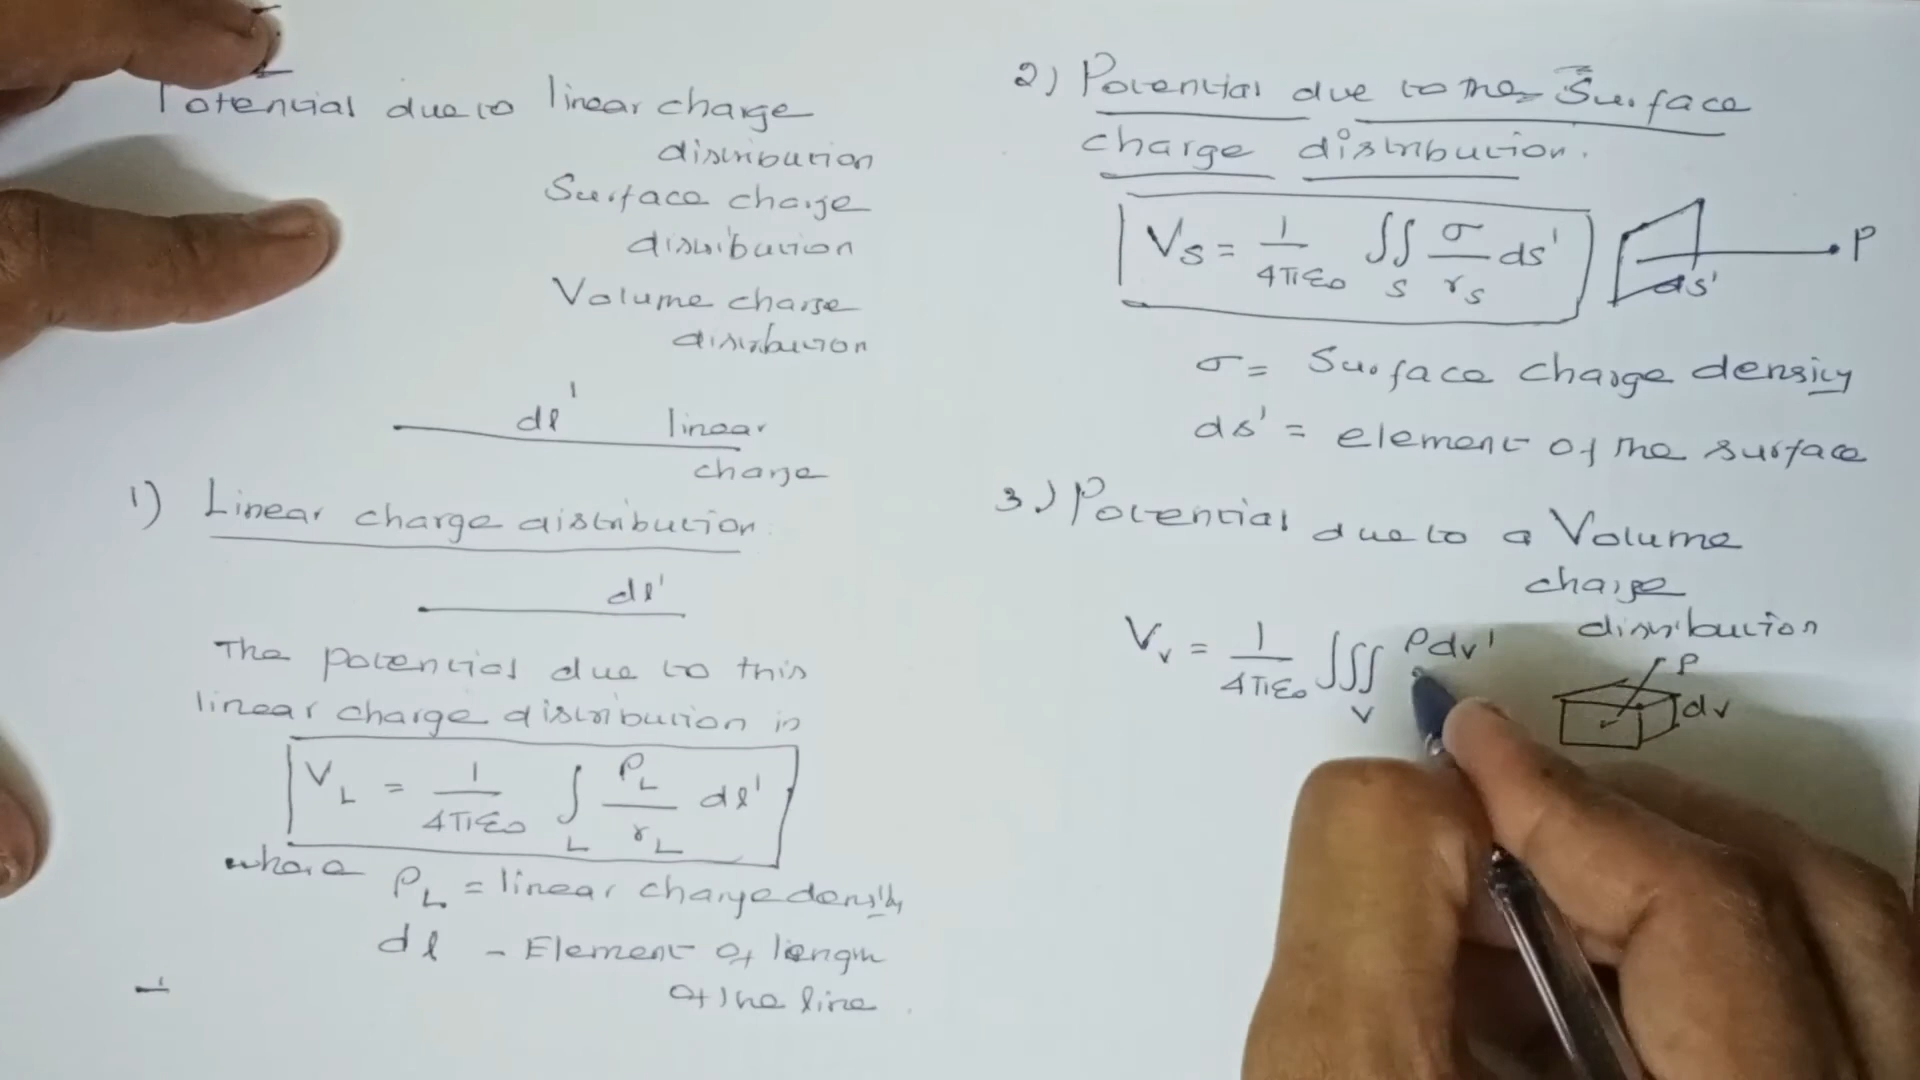 Potential due to linear charge
distribution
Surface charge
distribution
Volume charge
distribution
dl'
linear
charge
1) Linear charge distribution.
dl'
The potential due to this
linear charge distribution is
V_L = 1/4πε₀ ∫_L ρ_L/r_L dl'
where ρ_L = linear charge density
dl - Element of length
of the line
2) Potential due to the Surface
charge distribution.
V_S = 1/4πε₀ ∬_S σ/r_S ds'
P
ds'
σ = Surface charge density
ds' = element of the surface
3.) Potential due to a Volume
charge
distribution
V_v = 1/4πε₀ ∭_V ρdv'
P
dv